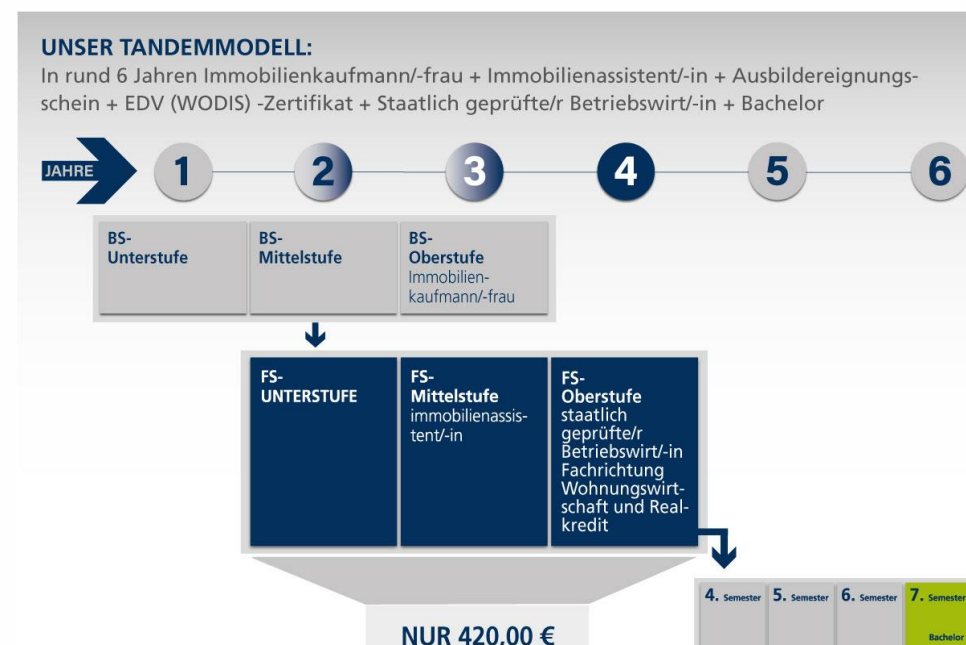 UNSER TANDEMMODELL:
In rund 6 Jahren Immobilienkaufmann/-frau + Immobilienassistent/-in + Ausbildereignungs-
schein + EDV (WODIS) -Zertifikat + Staatlich geprüfte/r Betriebswirt/-in + Bachelor
JAHRE 1 2 3 4 5 6
BS-
Unterstufe
BS-
Mittelstufe
BS-
Oberstufe
Immobilien-
kaufmann/-frau
FS-
UNTERSTUFE
FS-
Mittelstufe
immobilienassis-
tent/-in
FS-
Oberstufe
staatlich
geprüfte/r
Betriebswirt/-in
Fachrichtung
Wohnungswirt-
schaft und Real-
kredit
4. Semester
5. Semester
6. Semester
7. Semester
Bachelor
NUR 420,00 €